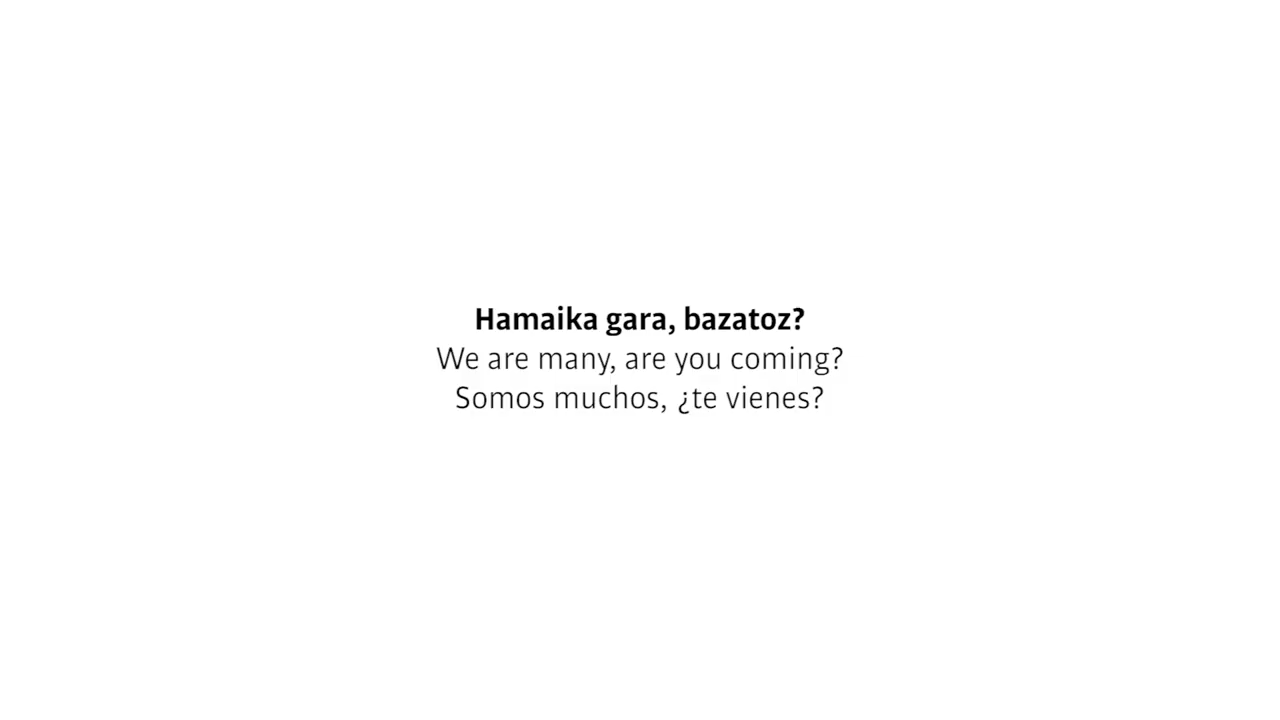 Hamaika gara, bazatoz?
We are many, are you coming?
Somos muchos, ¿te vienes?